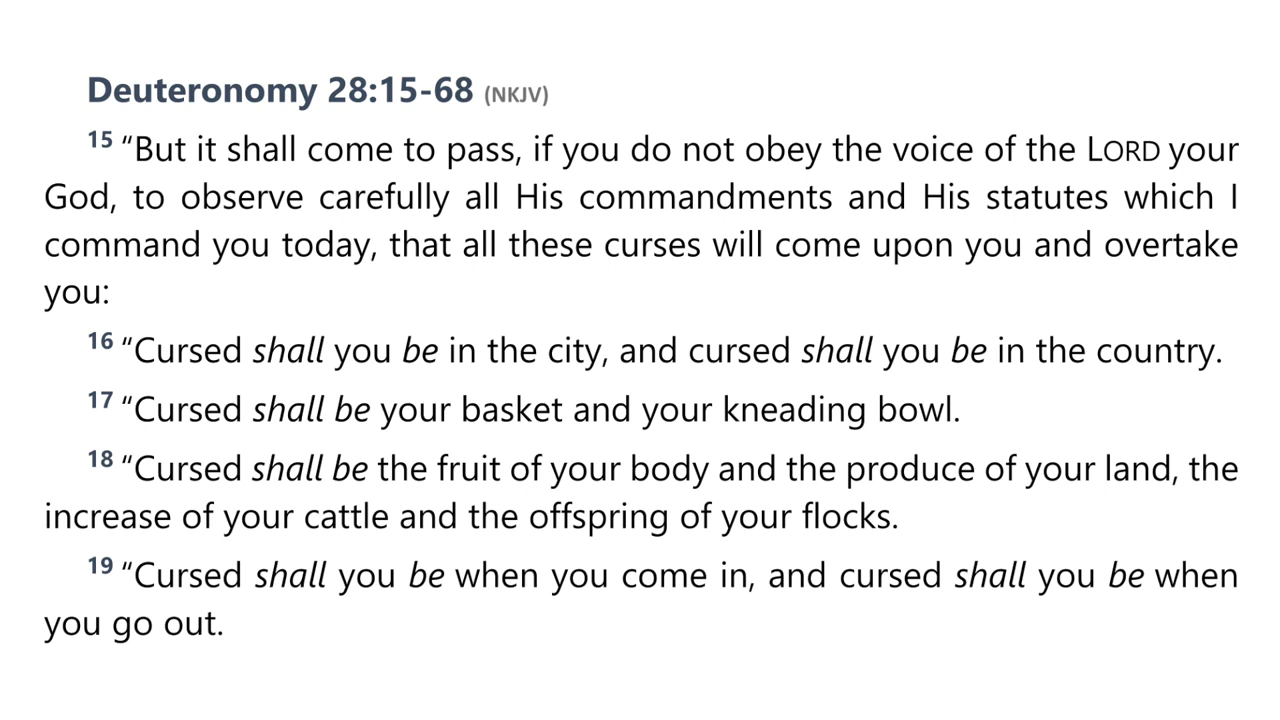 Deuteronomy 28:15-68 (NKJV)
15 “But it shall come to pass, if you do not obey the voice of the LORD your
God, to observe carefully all His commandments and His statutes which I
command you today, that all these curses will come upon you and overtake
you:
16 “Cursed shall you be in the city, and cursed shall you be in the country.
17 “Cursed shall be your basket and your kneading bowl.
18 “Cursed shall be the fruit of your body and the produce of your land, the
increase of your cattle and the offspring of your flocks.
19 “Cursed shall you be when you come in, and cursed shall you be when
you go out.